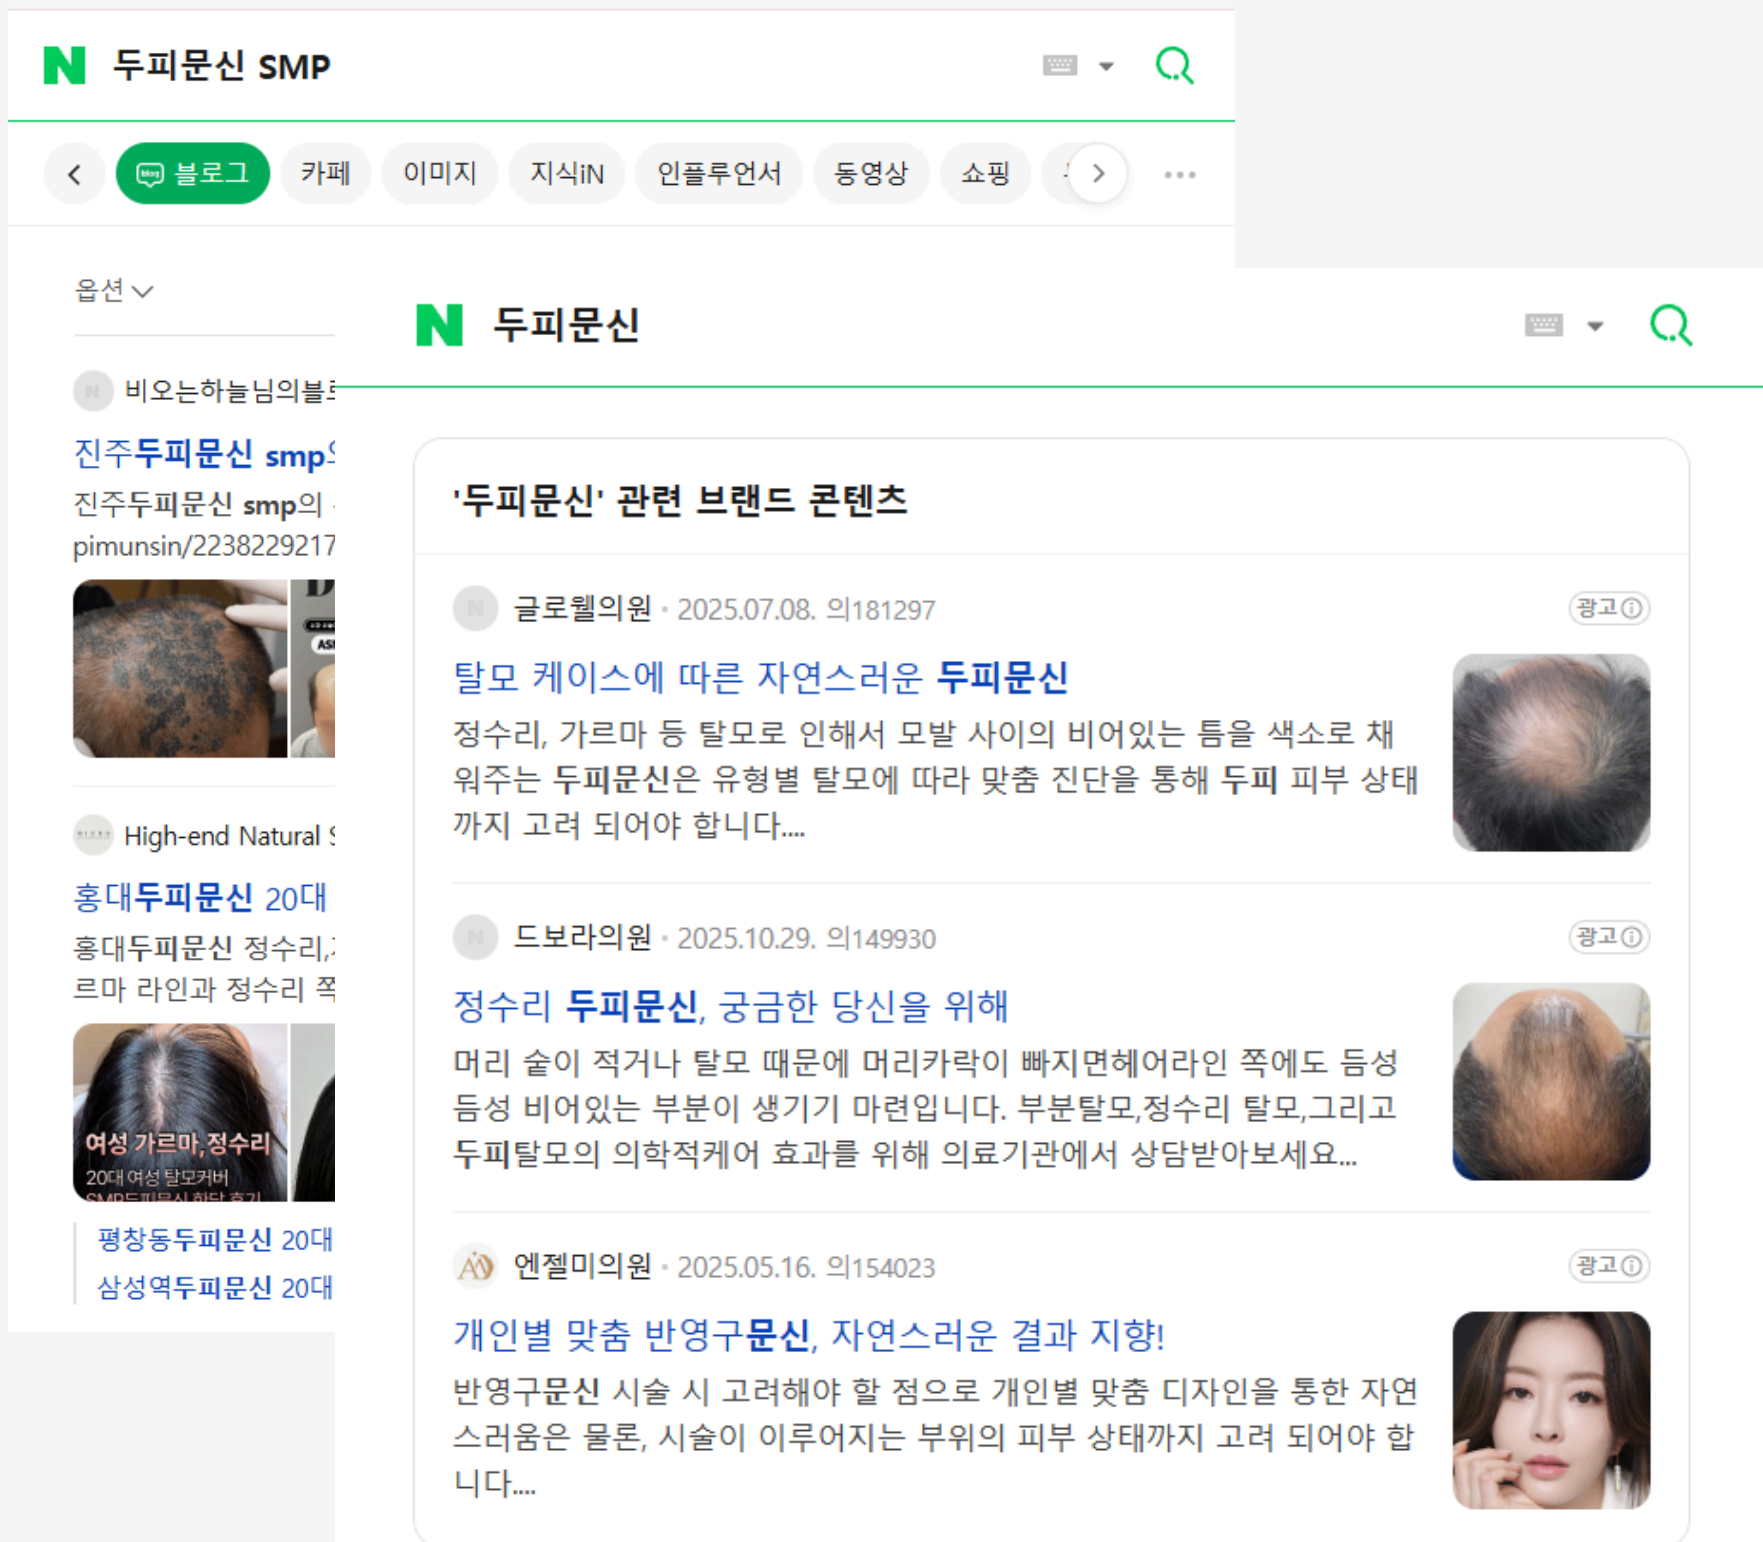 두피문신 SMP
블로그 카페 이미지 지식iN 인플루언서 동영상 쇼핑
옵션
비오는하늘님의블
진주두피문신 smp
진주두피문신 smp의
pimunsin/2238229217
High-end Natural
홍대두피문신 20대
홍대두피문신 정수리,
르마 라인과 정수리 쪽
여성 가르마,정수리
20대 여성 탈모커버
SMP두피문신 한달 후기
평창동두피문신 20대
삼성역두피문신 20대
두피문신
'두피문신' 관련 브랜드 콘텐츠
글로웰의원 · 2025.07.08. 의181297 광고
탈모 케이스에 따른 자연스러운 두피문신
정수리, 가르마 등 탈모로 인해서 모발 사이의 비어있는 틈을 색소로 채
워주는 두피문신은 유형별 탈모에 따라 맞춤 진단을 통해 두피 피부 상태
까지 고려 되어야 합니다....
드보라의원 · 2025.10.29. 의149930 광고
정수리 두피문신, 궁금한 당신을 위해
머리 숱이 적거나 탈모 때문에 머리카락이 빠지면헤어라인 쪽에도 듬성
듬성 비어있는 부분이 생기기 마련입니다. 부분탈모,정수리 탈모,그리고
두피탈모의 의학적케어 효과를 위해 의료기관에서 상담받아보세요...
엔젤미의원 · 2025.05.16. 의154023 광고
개인별 맞춤 반영구문신, 자연스러운 결과 지향!
반영구문신 시술 시 고려해야 할 점으로 개인별 맞춤 디자인을 통한 자연
스러움은 물론, 시술이 이루어지는 부위의 피부 상태까지 고려 되어야 합
니다....